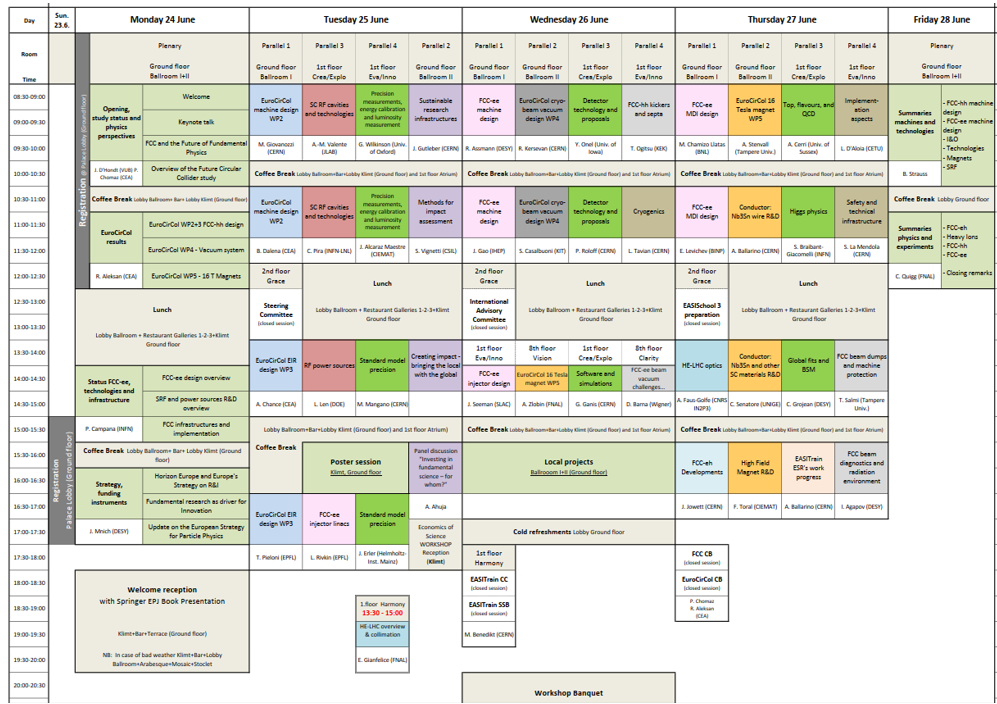 Day
Sun.
23.6.
Monday 24 June
Tuesday 25 June
Wednesday 26 June
Thursday 27 June
Friday 28 June
Room
Time
Plenary
Ground floor
Ballroom I+II
Parallel 1
Ground floor
Ballroom I
Parallel 3
1st floor
Crea/Explo
Parallel 4
1st floor
Eva/Inno
Parallel 2
Ground floor
Ballroom II
Parallel 1
Ground floor
Ballroom I
Parallel 2
Ground floor
Ballroom II
Parallel 3
1st floor
Crea/Explo
Parallel 4
1st floor
Eva/Inno
Parallel 1
Ground floor
Ballroom I
Parallel 2
Ground floor
Ballroom II
Parallel 3
1st floor
Crea/Explo
Parallel 4
1st floor
Eva/Inno
Plenary
Ground floor
Ballroom I+II
Registration @ Palace Lobby (Ground floor)
08:30-09:00
09:00-09:30
09:30-10:00
10:00-10:30
10:30-11:00
11:00-11:30
11:30-12:00
12:00-12:30
12:30-13:00
13:00-13:30
13:30-14:00
14:00-14:30
14:30-15:00
15:00-15:30
15:30-16:00
16:00-16:30
16:30-17:00
17:00-17:30
17:30-18:00
18:00-18:30
18:30-19:00
19:00-19:30
19:30-20:00
20:00-20:30
Registration
Palace Lobby (Ground floor)
Opening,
study status and
physics
perspectives
Welcome
Keynote talk
FCC and the Future of Fundamental
Physics
J. D'Hondt (VUB) P.
Chomaz (CEA)
Overview of the Future Circular
Collider study
Coffee Break Lobby Ballroom+ Bar+ Lobby Klimt (Ground floor)
EuroCirCol
results
EuroCirCol WP2+3 FCC-hh design
EuroCirCol WP4 - Vacuum system
R. Aleksan (CEA)
EuroCirCol WP5 - 16 T Magnets
Lunch
Lobby Ballroom + Restaurant Galleries 1-2-3+Klimt
Ground floor
Status FCC-ee,
technologies and
infrastructure
FCC-ee design overview
SRF and power sources R&D
overview
P. Campana (INFN)
FCC infrastructures and
implementation
Coffee Break Lobby Ballroom+ Bar+ Lobby Klimt (Ground
floor)
Strategy,
funding
instruments
Horizon Europe and Europe's
Strategy on R&I
Fundamental research as driver for
Innovation
J. Mnich (DESY)
Update on the European Strategy
for Particle Physics
Welcome reception
with Springer EPJ Book Presentation
Klimt+Bar+Terrace (Ground floor)
NB: In case of bad weather Klimt+Bar+Lobby
Ballroom+Arabesque+Mosaic+Stoclet
EuroCirCol
machine design
WP2
SC RF cavities
and technologies
Precision
measurements,
energy calibration
and luminosity
measurement
Sustainable
research
infrastructures
M. Giovanozzi
(CERN)
A.-M. Valente
(JLAB)
G. Wilkinson (Univ.
of Oxford)
J. Gutleber (CERN)
Coffee Break Lobby Ballroom+Bar+Lobby Klimt (Ground floor) and 1st floor Atrium)
EuroCirCol
machine design
WP2
SC RF cavities
and technologies
Precision
measurements,
energy calibration
and luminosity
measurement
Methods for
impact
assessment
B. Dalena (CEA)
C. Pira (INFN-LNL)
J. Alcaraz Maestre
(CIEMAT)
S. Vignetti (CSIL)
2nd floor
Grace
Steering
Committee
(closed session)
Lunch
Lobby Ballroom + Restaurant Galleries 1-2-3+Klimt
Ground floor
EuroCirCol EIR
design WP3
RF power sources
Standard model
precision
Creating impact -
bringing the local
with the global
A. Chance (CEA)
L. Len (DOE)
M. Mangano (CERN)
Lobby Ballroom+Bar+Lobby Klimt (Ground floor) and 1st floor Atrium)
Coffee Break
Poster session
Klimt, Ground floor
Panel discussion
"Investing in
fundamental
science – for
whom?"
A. Ahuja
EuroCirCol EIR
design WP3
FCC-ee
injector linacs
Standard model
precision
Economics of
Science
WORKSHOP
Reception
(Klimt)
T. Pieloni (EPFL)
L. Rivkin (EPFL)
J. Erler (Helmholtz-
Inst. Mainz)
1.floor Harmony
13:30 - 15:00
HE-LHC overview
& collimation
E. Gianfelice (FNAL)
FCC-ee
machine
design
EuroCirCol cryo-
beam vacuum
design WP4
Detector
technology and
proposals
FCC-hh kickers
and septa
R. Assmann (DESY)
R. Kersevan (CERN)
Y. Onel (Univ. of
Iowa)
T. Ogitsu (KEK)
Coffee Break Lobby Ballroom+Bar+Lobby Klimt (Ground floor) and 1st floor Atrium)
FCC-ee
machine
design
EuroCirCol cryo-
beam vacuum
design WP4
Detector
technology and
proposals
Cryogenics
J. Gao (IHEP)
S. Casalbuoni (KIT)
P. Roloff (CERN)
L. Tavian (CERN)
2nd floor
Grace
International
Advisory
Committee
(closed session)
Lunch
Lobby Ballroom + Restaurant Galleries 1-2-3+Klimt
Ground floor
1st floor
Eva/Inno
8th floor
Vision
1st floor
Crea/Explo
8th floor
Clarity
FCC-ee
injector design
EuroCirCol 16 Tesla
magnet WP5
Software and
simulations
FCC-ee beam
vacuum
challenges...
J. Seeman (SLAC)
A. Zlobin (FNAL)
G. Ganis (CERN)
D. Barna (Wigner)
Coffee Break Lobby Ballroom+Bar+Lobby Klimt (Ground floor) and 1st floor Atrium)
Local projects
Ballrooom I+II (Ground floor)
Cold refreshments Lobby Ground floor
1st floor
Harmony
EASITrain CC
(closed session)
EASITrain SSB
(closed session)
M. Benedikt (CERN)
Workshop Banquet
FCC-ee
MDI design
EuroCirCol 16
Tesla magnet
WP5
Top, flavours, and
QCD
Implement-
ation
aspects
M. Chamizo Llatas
(BNL)
A. Stenvall
(Tampere Univ.)
A. Cerri (Univ. of
Sussex)
L. D'Aloia (CETU)
Coffee Break Lobby Ballroom+Bar+Lobby Klimt (Ground floor) and 1st floor Atrium)
FCC-ee
MDI design
Conductor:
Nb3Sn wire R&D
Higgs physics
Safety and
technical
infrastructure
E. Levichev (BINP)
A. Ballarino (CERN)
S. Braibant-
Giacomelli (INFN)
S. La Mendola
(CERN)
2nd floor
Grace
EASISchool 3
preparation
(closed session)
Lunch
Lobby Ballroom + Restaurant Galleries 1-2-3+Klimt
Ground floor
HE-LHC optics
Conductor:
Nb3Sn and other
SC materials R&D
Global fits and
BSM
FCC beam dumps
and machine
protection
A. Faus-Golfe (CNRS
IN2P3)
C. Senatore (UNIGE)
C. Grojean (DESY)
T. Salmi (Tampere
Univ.)
Coffee Break Lobby Ballroom+Bar+Lobby Klimt (Ground floor) and 1st floor Atrium)
FCC-eh
Developments
High Field
Magnet R&D
EASITrain
ESR's work
progress
FCC beam
diagnostics and
radiation
environment
J. Jowett (CERN)
F. Toral (CIEMAT)
A. Ballarino (CERN)
I. Agapov (DESY)
FCC CB
(closed session)
EuroCirCol CB
(closed session)
P. Chomaz
R. Aleksan
(CEA)
Summaries
machines and
technologies
- FCC-hh machine
design
- FCC-ee machine
design
- I&O
- Technologies
- Magnets
- SRF
B. Strauss
Coffee Break
Lobby Ground floor
Summaries
physics and
experiments
- FCC-eh
- Heavy Ions
- FCC-hh
- FCC-ee
- Closing remarks
C. Quigg (FNAL)